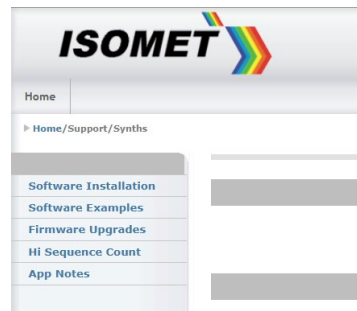 ISOMET
Home
Home/Support/Synths
Software Installation
Software Examples
Firmware Upgrades
Hi Sequence Count
App Notes